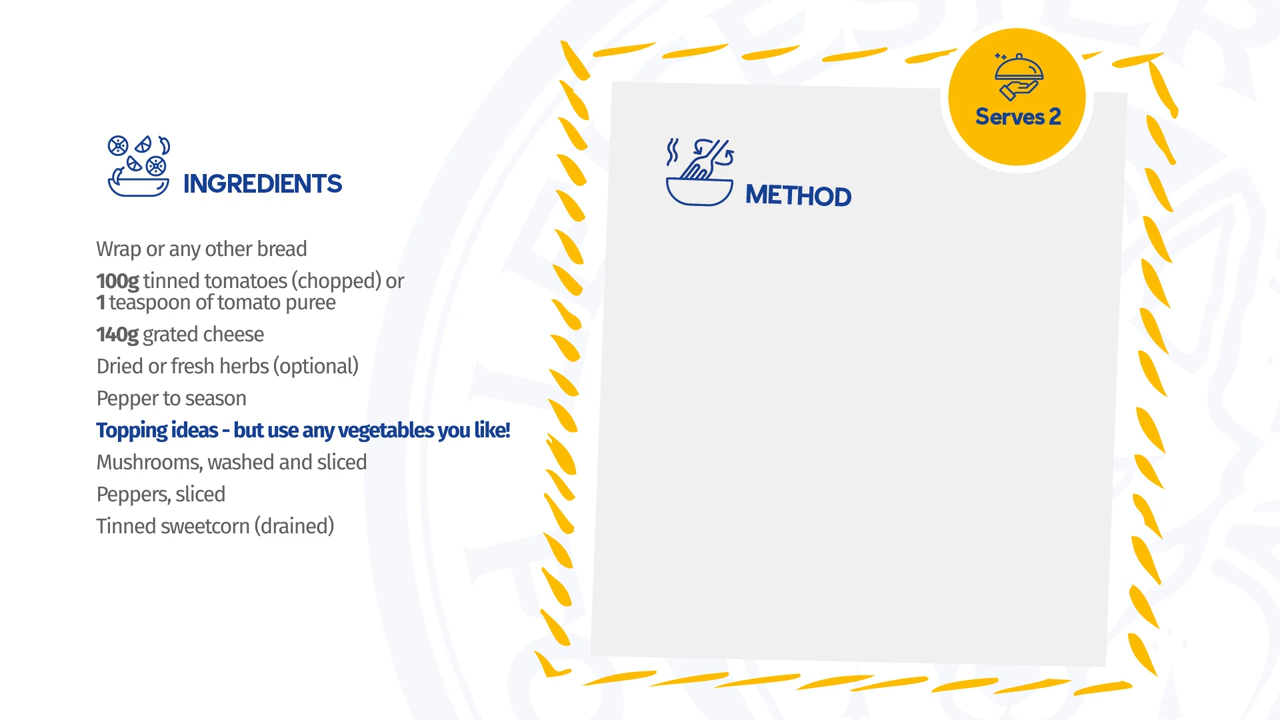 INGREDIENTS
Wrap or any other bread
100g tinned tomatoes (chopped) or
1 teaspoon of tomato puree
140g grated cheese
Dried or fresh herbs (optional)
Pepper to season
Topping ideas - but use any vegetables you like!
Mushrooms, washed and sliced
Peppers, sliced
Tinned sweetcorn (drained)
Serves 2
METHOD